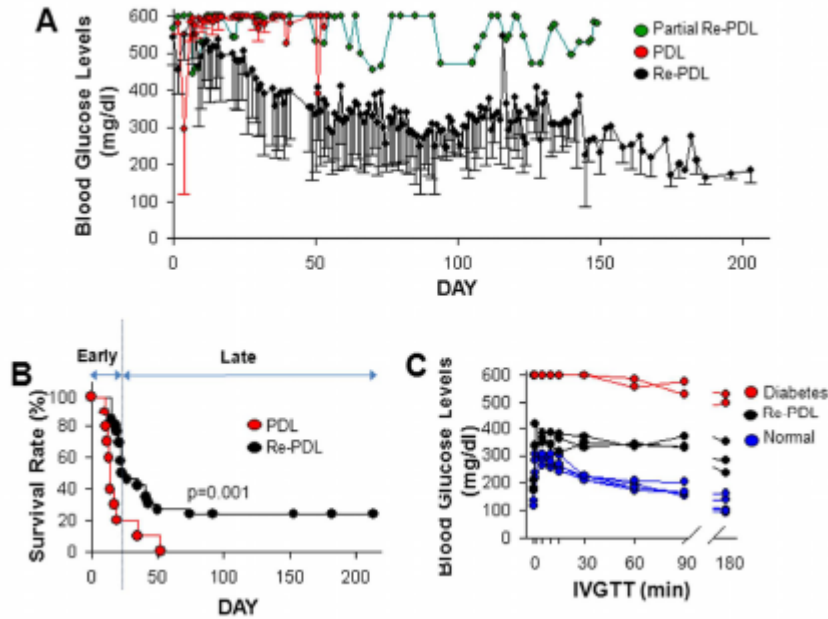 A
Blood Glucose Levels
(mg/dl)
600
500
400
300
200
100
0
0
50
100
150
200
DAY
Partial Re-PDL
PDL
Re-PDL
B
Early
Late
Survival Rate (%)
100
80
60
40
20
0
0
50
100
150
200
DAY
PDL
Re-PDL
p=0.001
C
Blood Glucose Levels
(mg/dl)
600
500
400
300
200
100
0
30
60
90
180
IVGTT (min)
Diabetes
Re-PDL
Normal